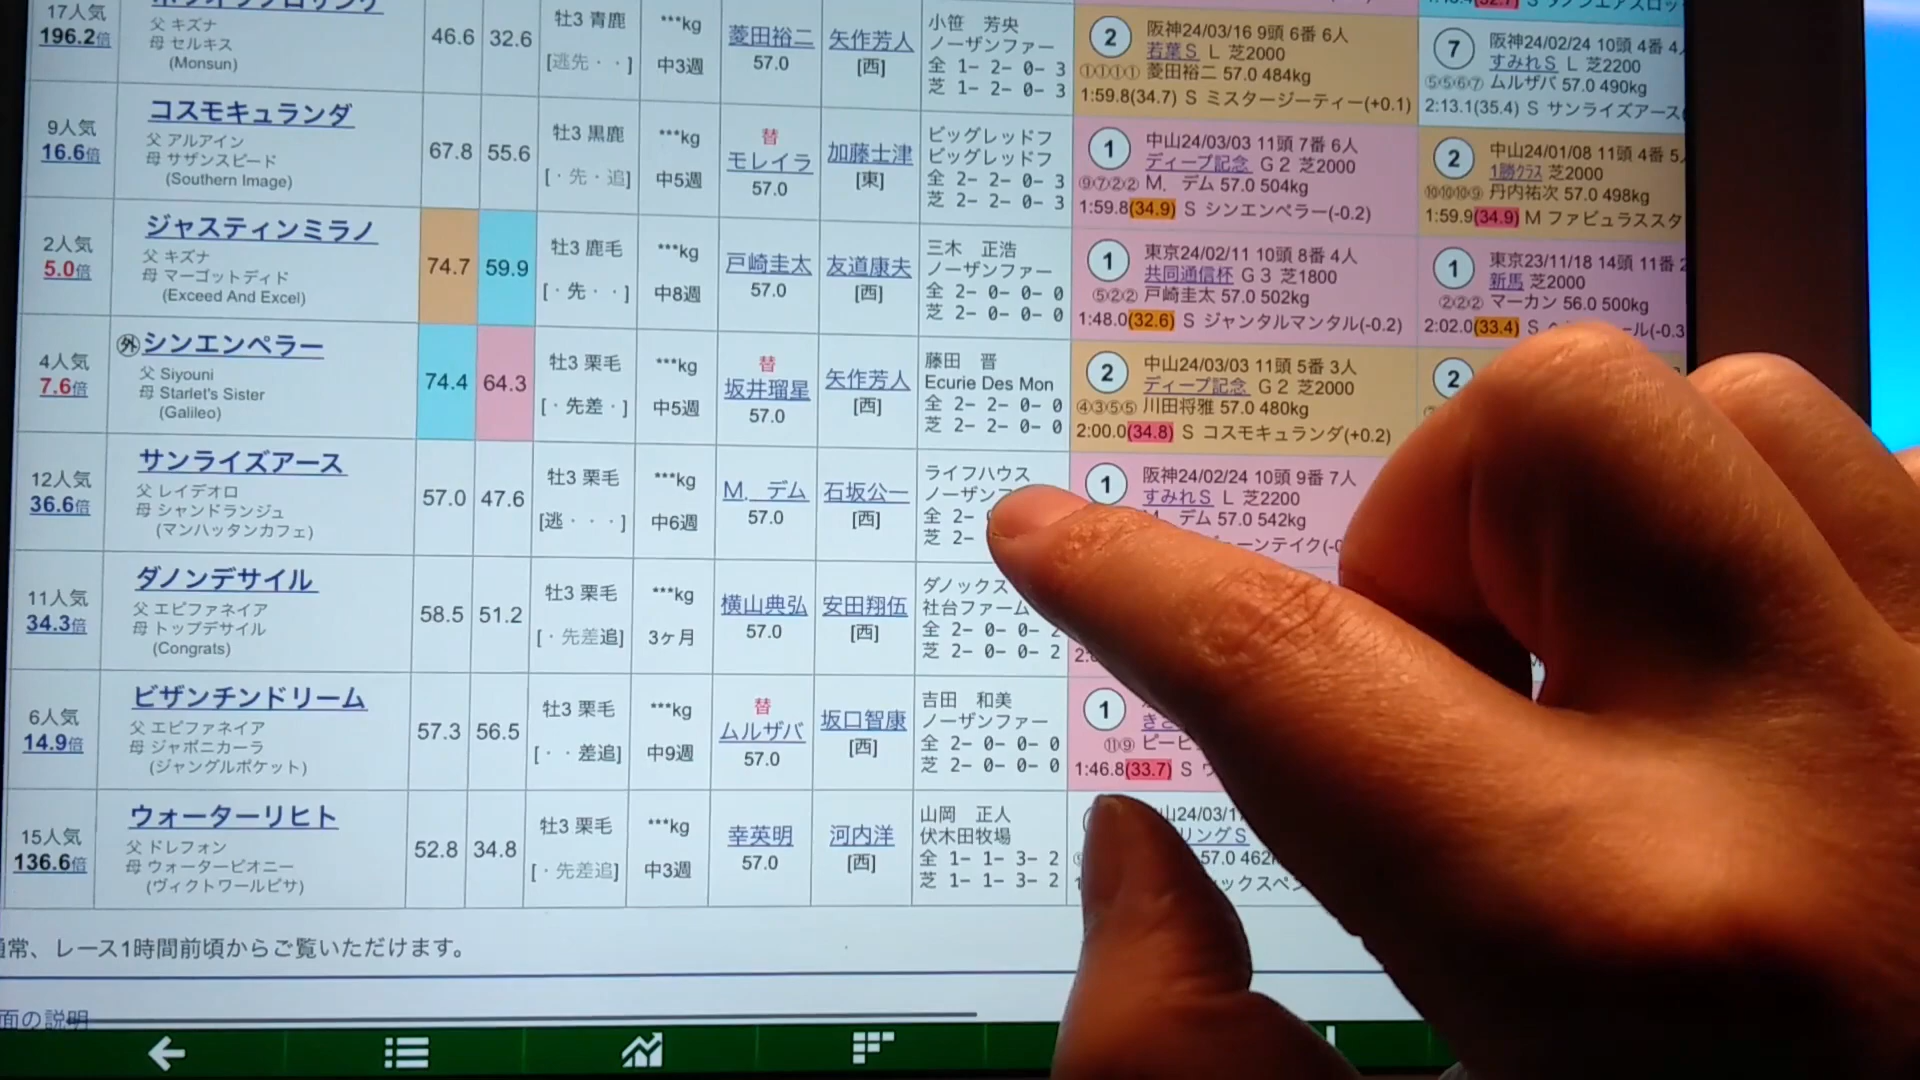 17人気
196.2倍
父 キズナ
母 セルキス
(Monsun)
46.6 32.6
牡3 青鹿
[逃先・・]
***kg
中3週
菱田裕二
57.0
矢作芳人
[西]
小笹 芳央
ノーザンファー
全 1- 2- 0- 3
芝 1- 2- 0- 3
2
阪神24/03/16 9頭 6番 6人
若葉S L 芝2000
①①①① 菱田裕二 57.0 484kg
1:59.8(34.7) S ミスタージーティー(+0.1)
7
阪神24/02/24 10頭 4番
すみれS L 芝2200
⑤⑤⑥⑦ ムルザバ 57.0 490kg
2:13.1(35.4) S サンライズアース
9人気
16.6倍
コスモキュランダ
父 アルアイン
母 サザンスピード
(Southern Image)
67.8 55.6
牡3 黒鹿
[・先・追]
***kg
中5週
替
モレイラ
57.0
加藤士津
[東]
ビッグレッドフ
ビッグレッドフ
全 2- 2- 0- 3
芝 2- 2- 0- 3
1
中山24/03/03 11頭 7番 6人
ディープ記念 G2 芝2000
⑨⑦②② M. デム 57.0 504kg
1:59.8(34.9) S シンエンペラー(-0.2)
2
中山24/01/08 11頭 4番
1勝クラス 芝2000
⑩⑩⑩⑨ 丹内祐次 57.0 498kg
1:59.9(34.9) M ファビュラススタ
2人気
5.0倍
ジャスティンミラノ
父 キズナ
母 マーゴットディド
(Exceed And Excel)
74.7 59.9
牡3 鹿毛
[・先・・]
***kg
中8週
戸崎圭太
57.0
友道康夫
[西]
三木 正浩
ノーザンファー
全 2- 0- 0- 0
芝 2- 0- 0- 0
1
東京24/02/11 10頭 8番 4人
共同通信杯 G3 芝1800
⑤②② 戸崎圭太 57.0 502kg
1:48.0(32.6) S ジャンタルマンタル(-0.2)
1
東京23/11/18 14頭 11番
新馬 芝2000
②②② マーカン 56.0 500kg
2:02.0(33.4) S
4人気
7.6倍
外 シンエンペラー
父 Siyouni
母 Starlet's Sister
(Galileo)
74.4 64.3
牡3 栗毛
[・先差・]
***kg
中5週
替
坂井瑠星
57.0
矢作芳人
[西]
藤田 晋
Ecurie Des Mon
全 2- 2- 0- 0
芝 2- 2- 0- 0
2
中山24/03/03 11頭 5番 3人
ディープ記念 G2 芝2000
④③⑤⑤ 川田将雅 57.0 480kg
2:00.0(34.8) S コスモキュランダ(+0.2)
2
12人気
36.6倍
サンライズアース
父 レイデオロ
母 シャンドランジュ
(マンハッタンカフェ)
57.0 47.6
牡3 栗毛
[逃・・・]
***kg
中6週
M. デム
57.0
石坂公一
[西]
ライフハウス
ノーザンフ
全 2-
芝 2-
1
阪神24/02/24 10頭 9番 7人
すみれS L 芝2200
デム 57.0 542kg
ューンテイク
11人気
34.3倍
ダノンデサイル
父 エピファネイア
母 トップデサイル
(Congrats)
58.5 51.2
牡3 栗毛
[・先差追]
***kg
3ヶ月
横山典弘
57.0
安田翔伍
[西]
ダノックス
社台ファーム
全 2- 0- 0- 2
芝 2- 0- 0- 2
6人気
14.9倍
ビザンチンドリーム
父 エピファネイア
母 ジャポニカーラ
(ジャングルポケット)
57.3 56.5
牡3 栗毛
[・・差追]
***kg
中9週
替
ムルザバ
57.0
坂口智康
[西]
吉田 和美
ノーザンファー
全 2- 0- 0- 0
芝 2- 0- 0- 0
1
⑪⑨
1:46.8(33.7) S
15人気
136.6倍
ウォーターリヒト
父 ドレフォン
母 ウォーターピオニー
(ヴィクトワールピサ)
52.8 34.8
牡3 栗毛
[・先差追]
***kg
中3週
幸英明
57.0
河内洋
[西]
山岡 正人
伏木田牧場
全 1- 1- 3- 2
芝 1- 1- 3- 2
山24/03/1
リングS
57.0 462
ックスペン
通常、レース1時間前頃からご覧いただけます。
面の説明